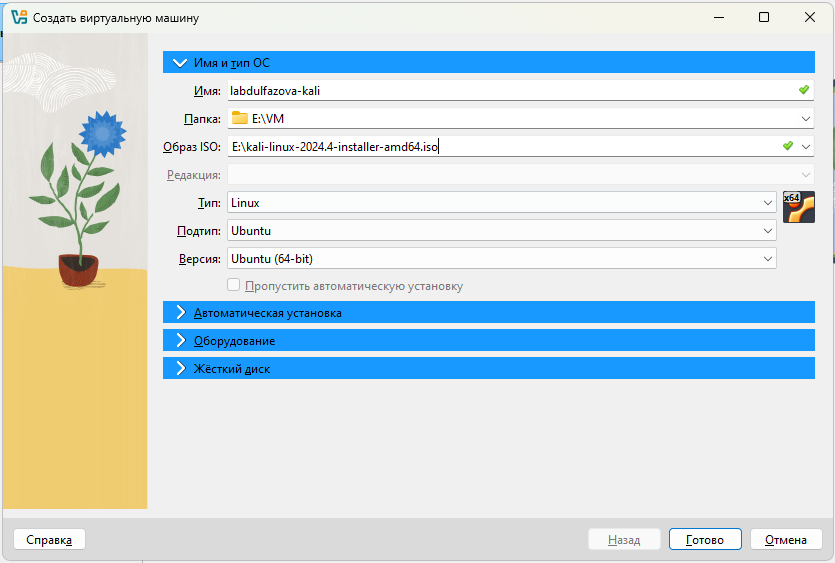 Создать виртуальную машину
Имя и тип ОС
Имя: labdulfazova-kali
Папка: E:\VM
Образ ISO: E:\kali-linux-2024.4-installer-amd64.iso
Редакция:
Тип: Linux
x64
Подтип: Ubuntu
Версия: Ubuntu (64-bit)
Пропустить автоматическую установку
Автоматическая установка
Оборудование
Жёсткий диск
Справка Назад Готово Отмена